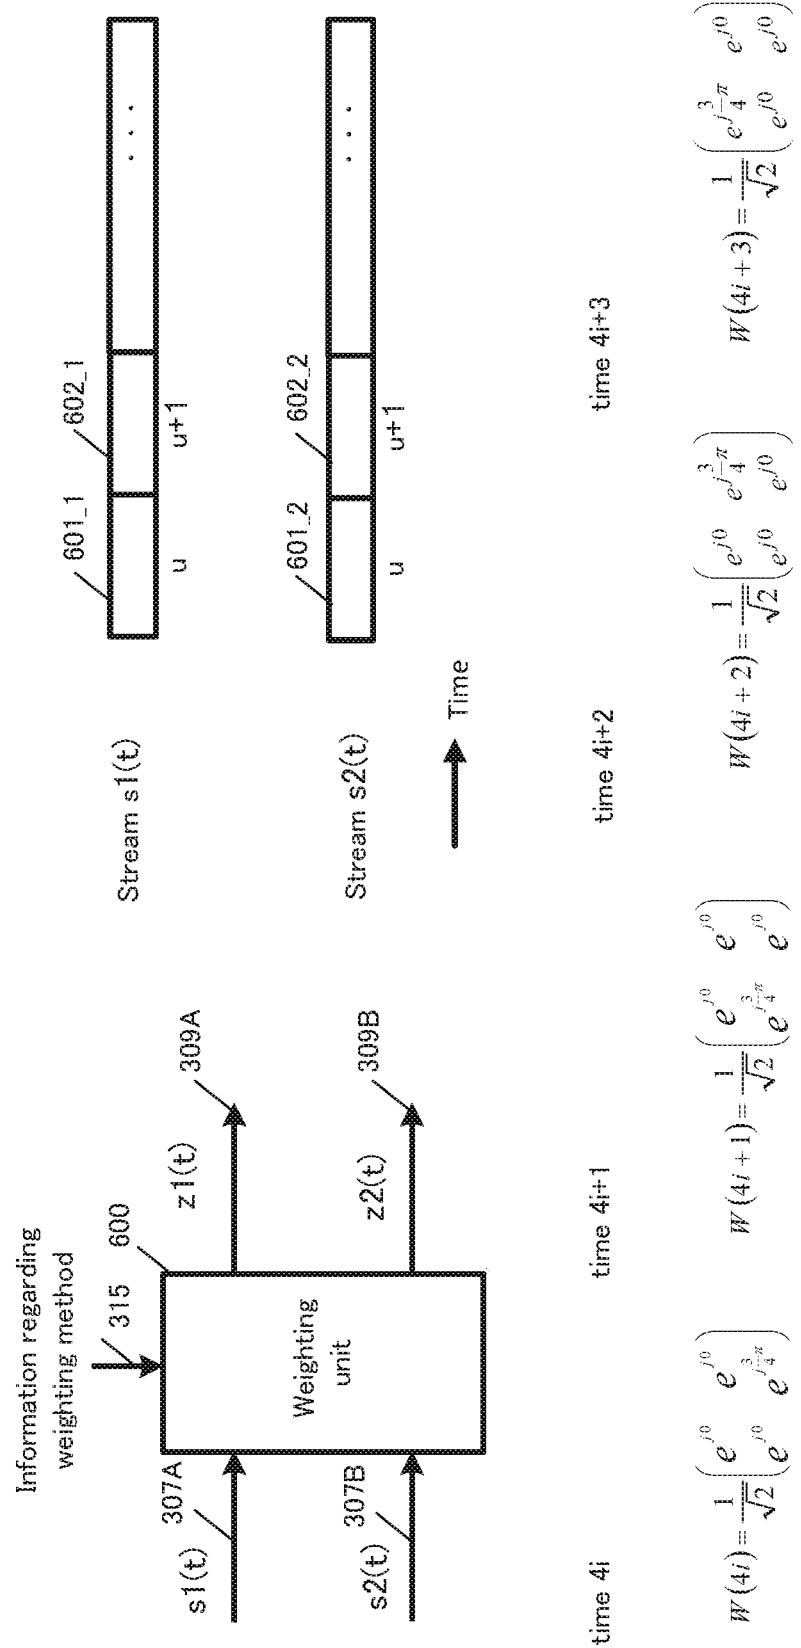 Information regarding
weighting method
315
600
s1(t)
307A
z1(t)
309A
Weighting
unit
s2(t)
307B
z2(t)
309B
Stream s1(t)
601_1
602_1
. . .
u
u+1
Stream s2(t)
601_2
602_2
. . .
u
u+1
Time
time 4i
time 4i+1
time 4i+2
time 4i+3
W(4i) = 1/√2 ( e^{j0} e^{j0} ; e^{j0} e^{j3/4π} )
W(4i + 1) = 1/√2 ( e^{j0} e^{j0} ; e^{j3/4π} e^{j0} )
W(4i + 2) = 1/√2 ( e^{j0} e^{j3/4π} ; e^{j0} e^{j0} )
W(4i + 3) = 1/√2 ( e^{j3/4π} e^{j0} ; e^{j0} e^{j0} )